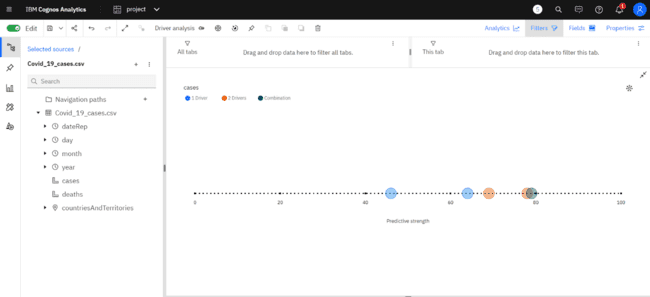 IBM Cognos Analytics
project
S
1
Edit
Driver analysis
Analytics
Filters
Fields
Properties
Selected sources /
Covid_19_cases.csv
Search
Navigation paths
Covid_19_cases.csv
dateRep
day
month
year
cases
deaths
countriesAndTerritories
All tabs
Drag and drop data here to filter all tabs.
This tab
Drag and drop data here to filter this tab.
cases
1 Driver
2 Drivers
Combination
0
20
40
60
80
100
Predictive strength